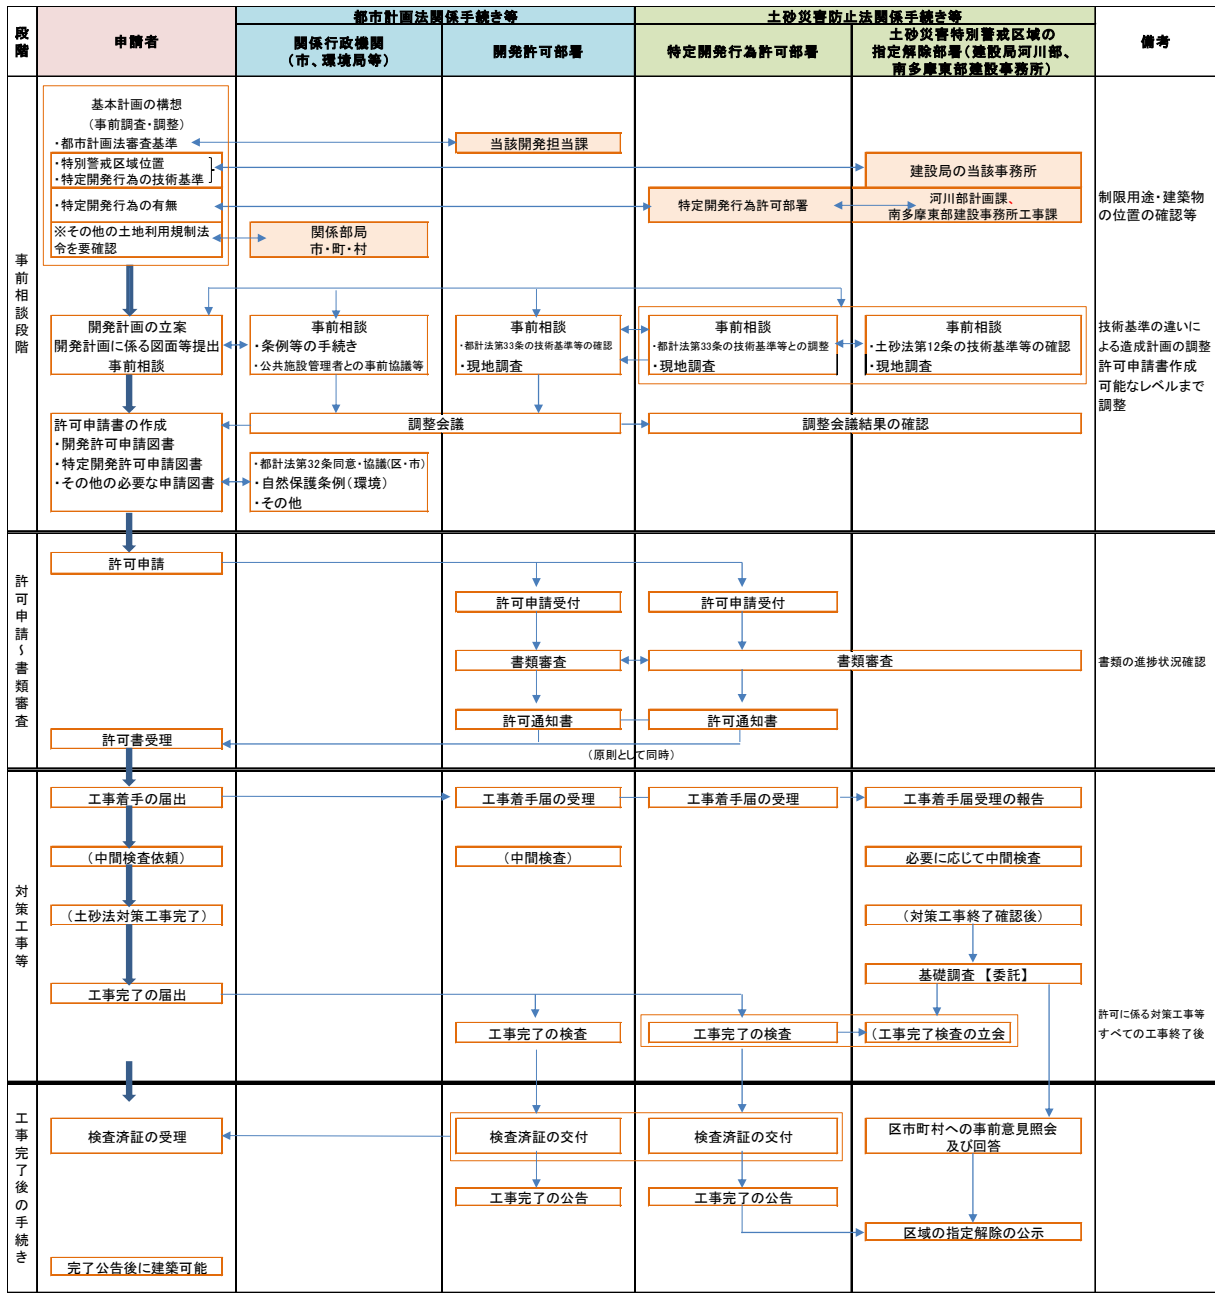 段階
申請者
都市計画法関係手続き等
土砂災害防止法関係手続き等
関係行政機関
（市、環境局等）
開発許可部署
特定開発行為許可部署
土砂災害特別警戒区域の
指定解除部署（建設局河川部、
南多摩東部建設事務所）
備考
事前相談段階
基本計画の構想
（事前調査・調整）
・都市計画法審査基準
当該開発担当課
・特別警戒区域位置
・特定開発行為の技術基準
建設局の当該事務所
・特定開発行為の有無
特定開発行為許可部署
河川部計画課、
南多摩東部建設事務所工事課
制限用途・建築物
の位置の確認等
※その他の土地利用規制法
令を要確認
関係部局
市・町・村
開発計画の立案
開発計画に係る図面等提出
事前相談
事前相談
・条例等の手続き
・公共施設管理者との事前協議等
事前相談
・都計法第33条の技術基準等の確認
・現地調査
事前相談
・都計法第33条の技術基準等との調整
・現地調査
事前相談
・土砂法第12条の技術基準等の確認
・現地調査
技術基準の違いに
よる造成計画の調整
許可申請書作成
可能なレベルまで
調整
許可申請書の作成
・開発許可申請図書
・特定開発許可申請図書
・その他の必要な申請図書
調整会議
調整会議結果の確認
・都計法第32条同意・協議（区・市）
・自然保護条例（環境）
・その他
許可申請～書類審査
許可申請
許可申請受付
許可申請受付
書類審査
書類審査
書類の進捗状況確認
許可通知書
許可通知書
許可書受理
（原則として同時）
対策工事等
工事着手の届出
工事着手届の受理
工事着手届の受理
工事着手届受理の報告
（中間検査依頼）
（中間検査）
必要に応じて中間検査
（土砂法対策工事完了）
（対策工事終了確認後）
基礎調査 【委託】
工事完了の届出
工事完了の検査
工事完了の検査
（工事完了検査の立会
許可に係る対策工事等
すべての工事終了後
工事完了後の手続き
検査済証の受理
検査済証の交付
検査済証の交付
区市町村への事前意見照会
及び回答
工事完了の公告
工事完了の公告
区域の指定解除の公示
完了公告後に建築可能